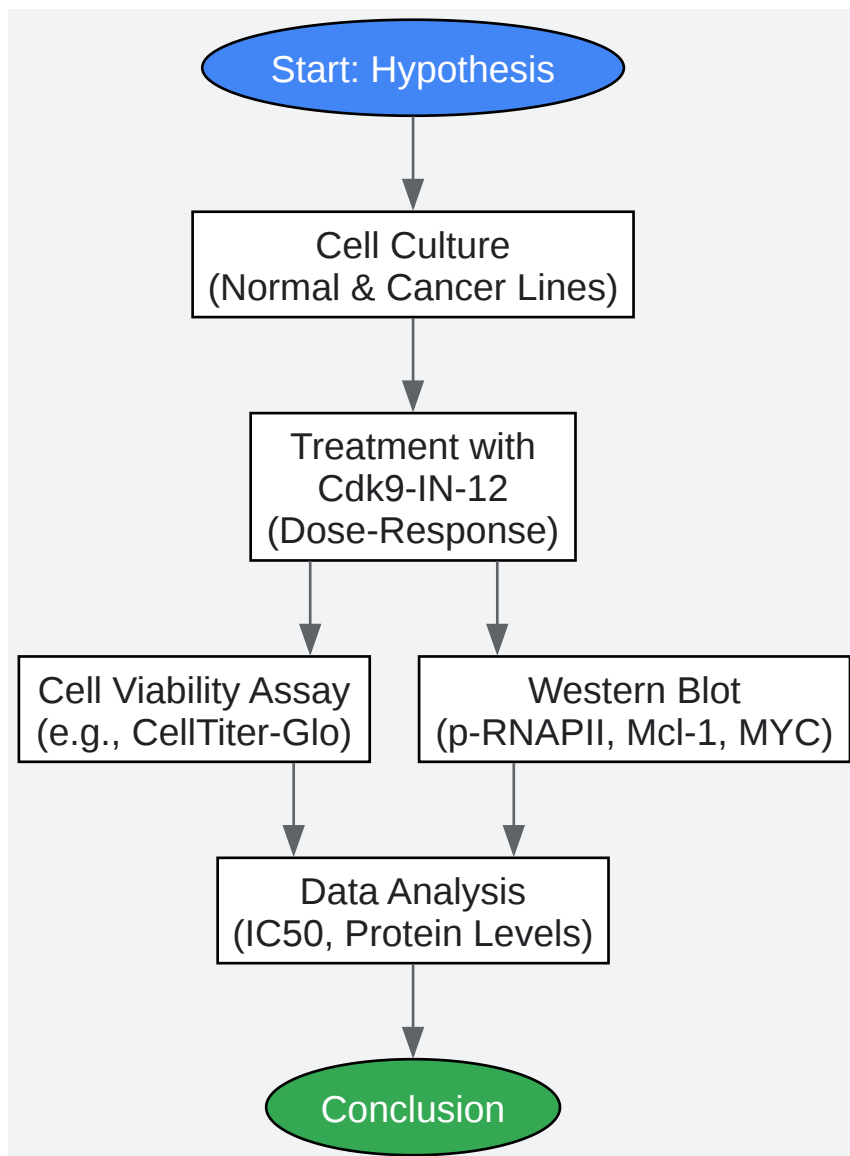 Start: Hypothesis
Cell Culture
(Normal & Cancer Lines)
Treatment with
Cdk9-IN-12
(Dose-Response)
Cell Viability Assay
(e.g., CellTiter-Glo)
Western Blot
(p-RNAPII, Mcl-1, MYC)
Data Analysis
(IC50, Protein Levels)
Conclusion